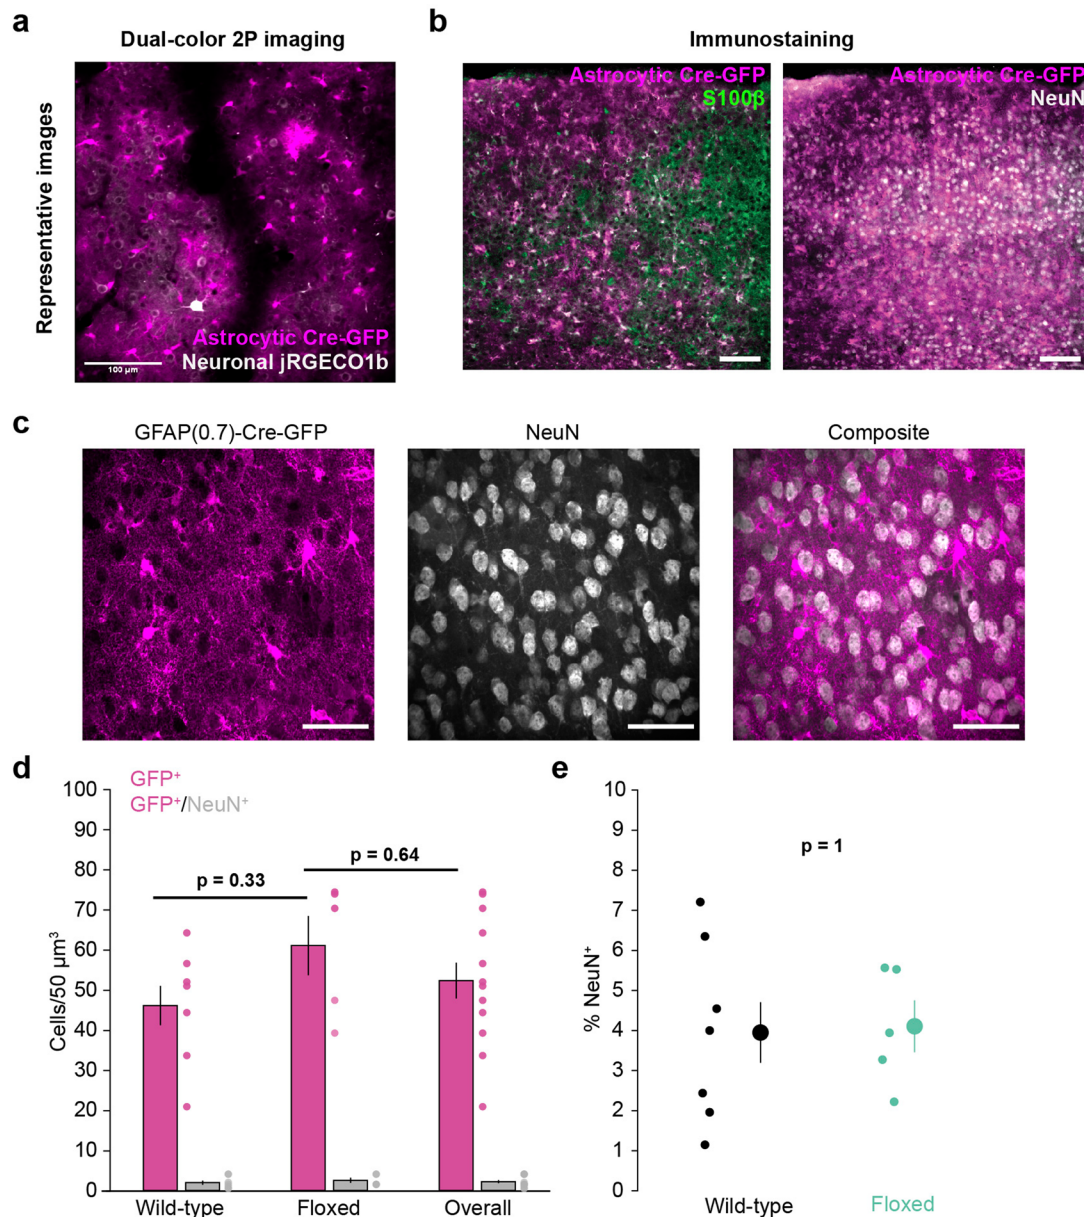 a
Dual-color 2P imaging
Representative images
Astrocytic Cre-GFP
Neuronal jRGECO1b
100 µm
b
Immunostaining
Astrocytic Cre-GFP
S100β
Astrocytic Cre-GFP
NeuN
c
GFAP(0.7)-Cre-GFP
NeuN
Composite
d
GFP⁺
GFP⁺/NeuN⁺
100
90
80
70
60
50
40
30
20
10
0
Cells/50 µm³
p = 0.33
p = 0.64
Wild-type
Floxed
Overall
e
10
9
8
7
6
5
4
3
2
1
0
% NeuN⁺
p = 1
Wild-type
Floxed